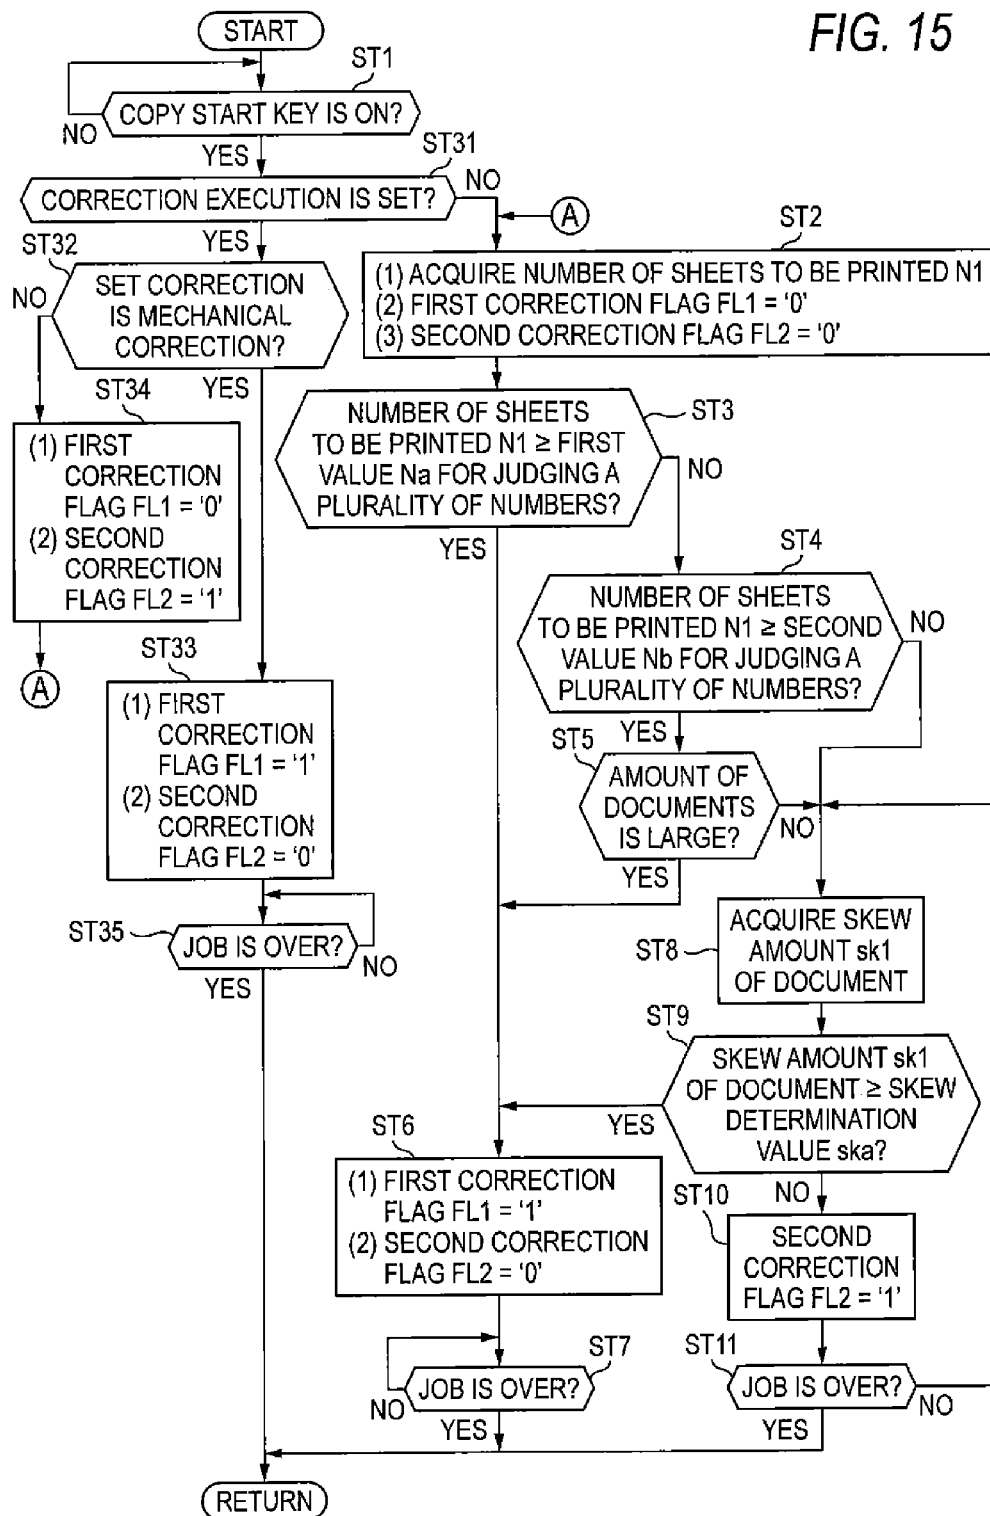 FIG. 15
START
ST1
COPY START KEY IS ON?
NO
YES
ST31
CORRECTION EXECUTION IS SET?
NO
YES
A
ST32
SET CORRECTION
IS MECHANICAL
CORRECTION?
NO
YES
ST2
(1) ACQUIRE NUMBER OF SHEETS TO BE PRINTED N1
(2) FIRST CORRECTION FLAG FL1 = ‘0’
(3) SECOND CORRECTION FLAG FL2 = ‘0’
ST34
(1) FIRST
CORRECTION
FLAG FL1 = ‘0’
(2) SECOND
CORRECTION
FLAG FL2 = ‘1’
A
ST3
NUMBER OF SHEETS
TO BE PRINTED N1 ≥ FIRST
VALUE Na FOR JUDGING A
PLURALITY OF NUMBERS?
NO
YES
ST4
NUMBER OF SHEETS
TO BE PRINTED N1 ≥ SECOND
VALUE Nb FOR JUDGING A
PLURALITY OF NUMBERS?
NO
YES
ST33
(1) FIRST
CORRECTION
FLAG FL1 = ‘1’
(2) SECOND
CORRECTION
FLAG FL2 = ‘0’
ST5
AMOUNT OF
DOCUMENTS
IS LARGE?
NO
YES
ST35
JOB IS OVER?
NO
YES
ST8
ACQUIRE SKEW
AMOUNT sk1
OF DOCUMENT
ST9
SKEW AMOUNT sk1
OF DOCUMENT ≥ SKEW
DETERMINATION
VALUE ska?
YES
NO
ST6
(1) FIRST CORRECTION
FLAG FL1 = ‘1’
(2) SECOND CORRECTION
FLAG FL2 = ‘0’
ST10
SECOND
CORRECTION
FLAG FL2 = ‘1’
ST7
JOB IS OVER?
NO
YES
ST11
JOB IS OVER?
NO
YES
RETURN